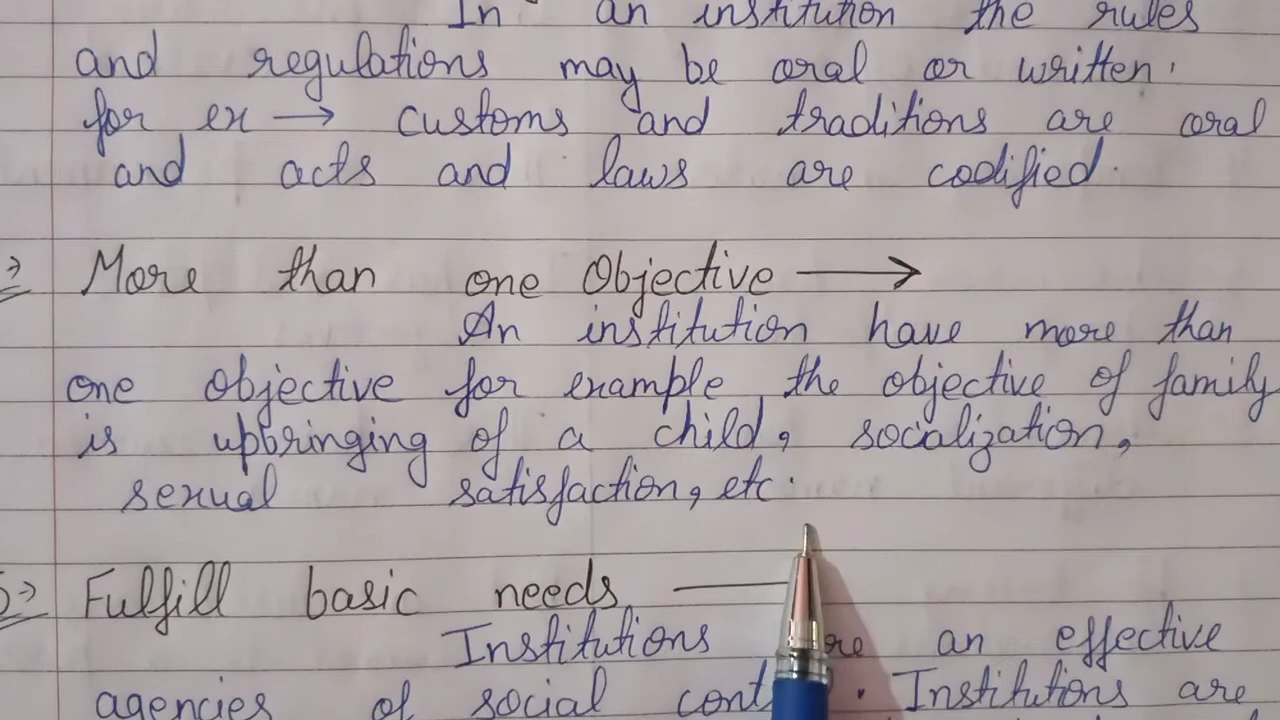 In an institution the rules
and regulations may be oral or written.
for ex → customs and traditions are oral
and acts and laws are codified.
⇒ More than one Objective →
An institution have more than
one objective for example, the objective of family
is upbringing of a child, socialization,
sexual satisfaction, etc.
5⇒ Fulfill basic needs —
Institutions are an effective
agencies of social control. Institutions are